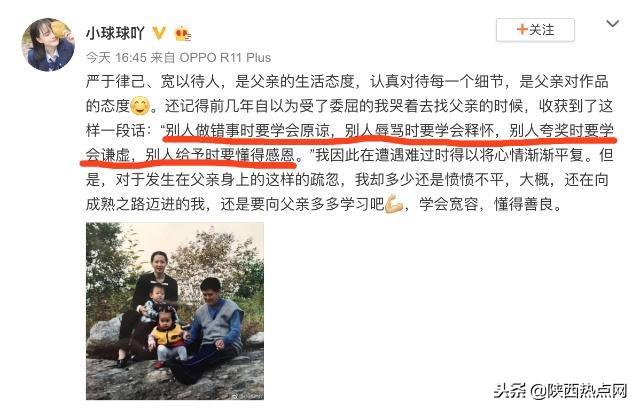 小球球吖
+关注
今天 16:45 来自 OPPO R11 Plus
严于律己、宽以待人，是父亲的生活态度，认真对待每一个细节，是父亲对作品
的态度😊。还记得前几年自以为受了委屈的我哭着去找父亲的时候，收获到了这
样一段话：“别人做错事时要学会原谅，别人辱骂时要学会释怀，别人夸奖时要学
会谦虚，别人给予时要懂得感恩。”我因此在遭遇难过时得以将心情渐渐平复。但
是，对于发生在父亲身上的这样的疏忽，我却多少还是愤愤不平，大概，还在向
成熟之路迈进的我，还是要向父亲多多学习吧💪，学会宽容，懂得善良。
头条@陕西热点网